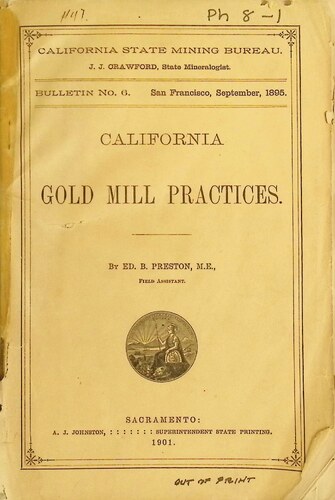 Ph 8-1
CALIFORNIA STATE MINING BUREAU.
J. J. CRAWFORD, State Mineralogist.
BULLETIN No. 6. San Francisco, September, 1895.
CALIFORNIA
GOLD MILL PRACTICES.
BY ED. B. PRESTON, M.E.,
FIELD ASSISTANT.
SACRAMENTO:
A. J. JOHNSTON, : : : : : : SUPERINTENDENT STATE PRINTING.
1901.
OUT OF PRINT